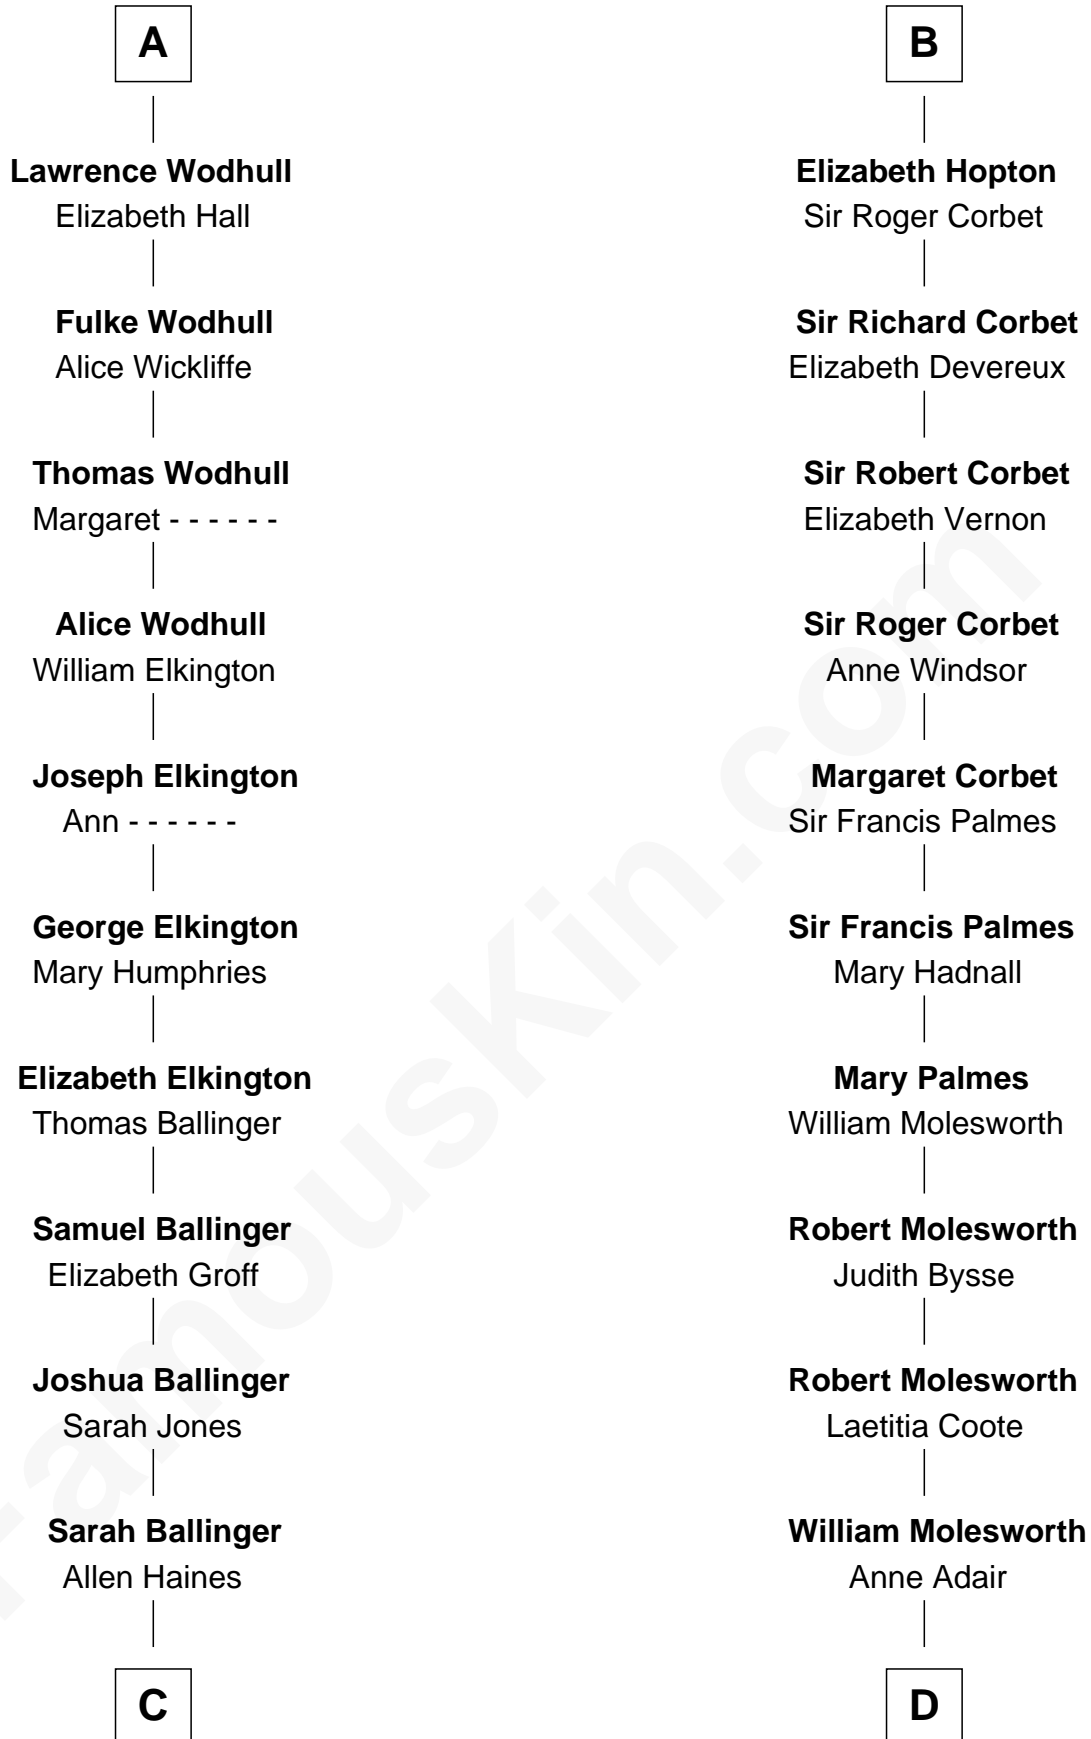 A
Lawrence Wodhull
Elizabeth Hall
Fulke Wodhull
Alice Wickliffe
Thomas Wodhull
Margaret - - - - - -
Alice Wodhull
William Elkington
Joseph Elkington
Ann - - - - - -
George Elkington
Mary Humphries
Elizabeth Elkington
Thomas Ballinger
Samuel Ballinger
Elizabeth Groff
Joshua Ballinger
Sarah Jones
Sarah Ballinger
Allen Haines
C
B
Elizabeth Hopton
Sir Roger Corbet
Sir Richard Corbet
Elizabeth Devereux
Sir Robert Corbet
Elizabeth Vernon
Sir Roger Corbet
Anne Windsor
Margaret Corbet
Sir Francis Palmes
Sir Francis Palmes
Mary Hadnall
Mary Palmes
William Molesworth
Robert Molesworth
Judith Bysse
Robert Molesworth
Laetitia Coote
William Molesworth
Anne Adair
D
FamousKin.com